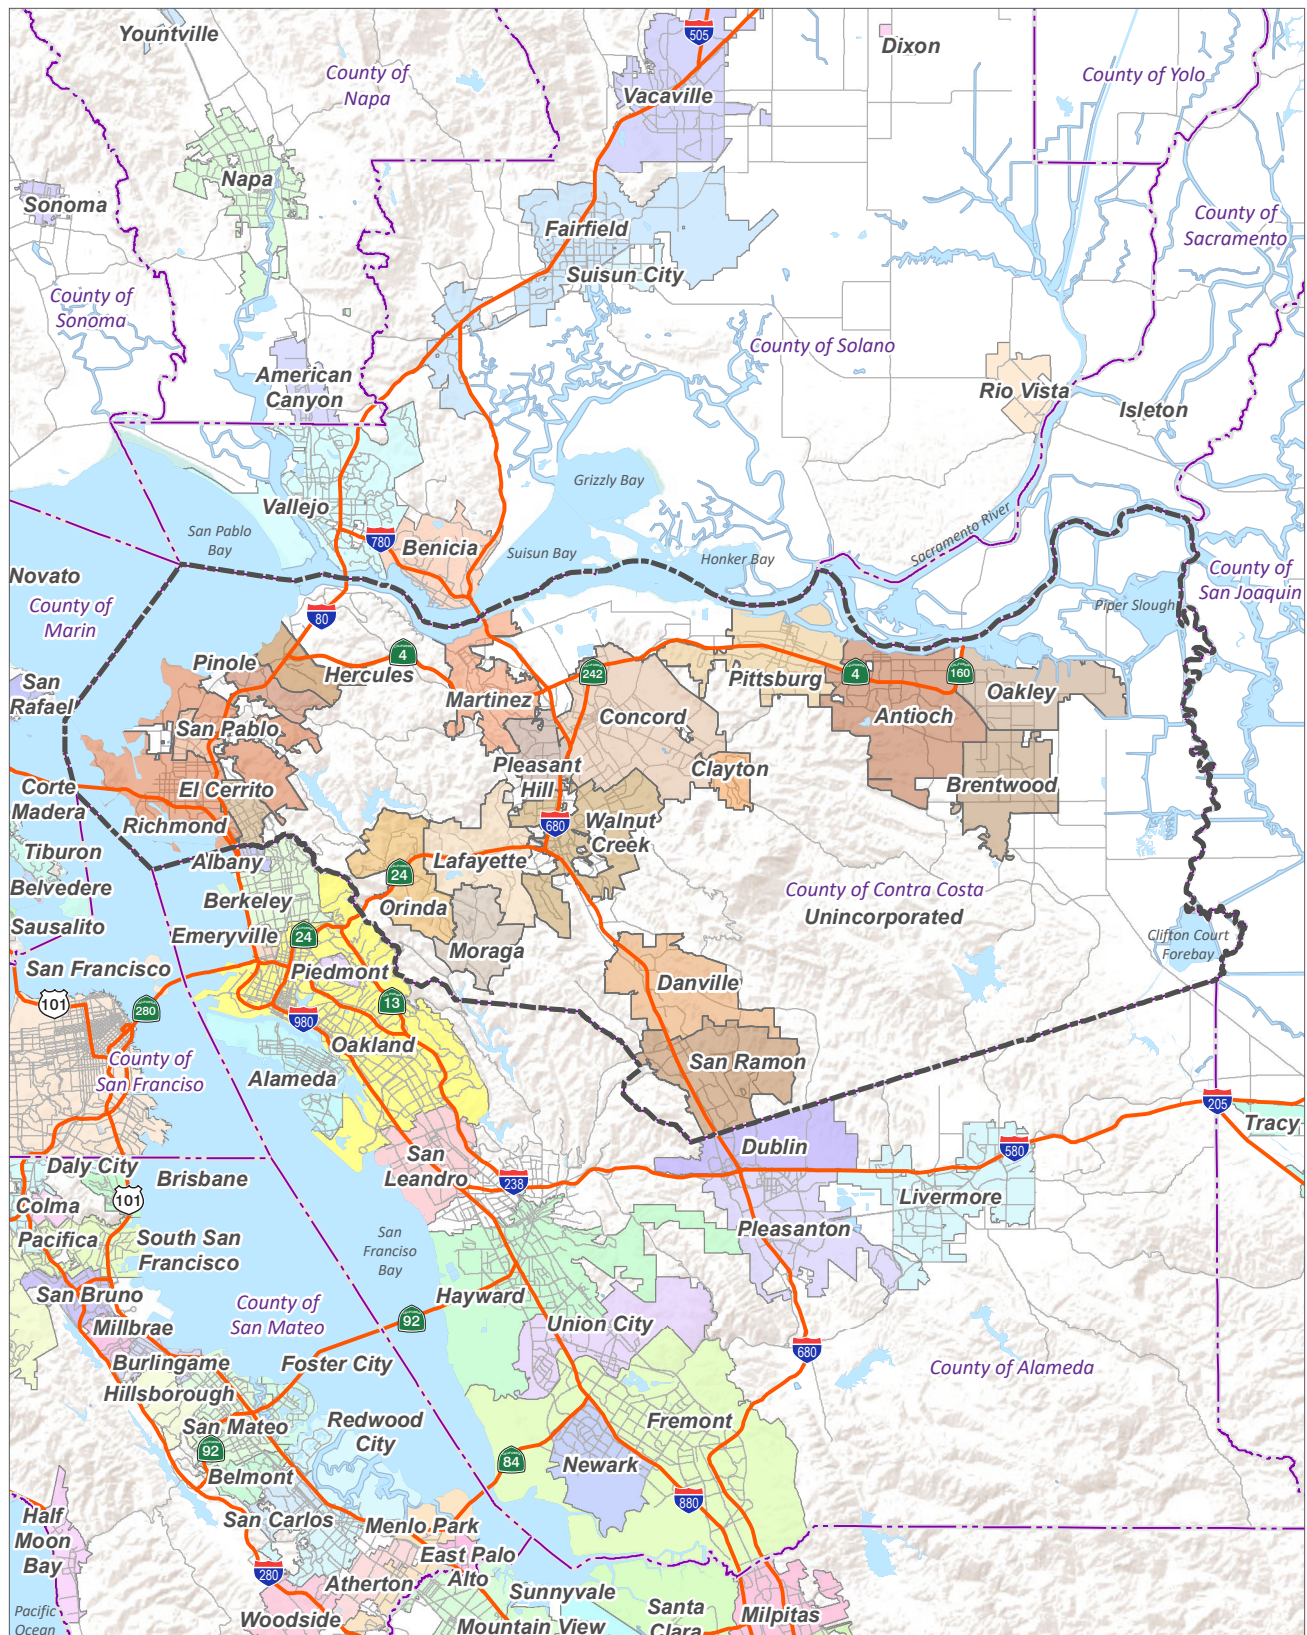 Yountville
505
Dixon
County of
Napa
County of Yolo
Vacaville
Napa
Sonoma
County of
Sacramento
Fairfield
Suisun City
County of
Sonoma
County of Solano
American
Canyon
Rio Vista
Isleton
Grizzly Bay
Vallejo
San Pablo
Bay
780
Benicia
Suisun Bay
Honker Bay
Sacramento River
Novato
County of
Marin
County of
San Joaquin
Piper Slough
80
Pinole
4
Hercules
242
Pittsburg
4
160
Oakley
San
Rafael
Martinez
Concord
Antioch
San Pablo
Pleasant
Hill
Clayton
Brentwood
Corte
Madera
El Cerrito
Richmond
680
Walnut
Creek
Tiburon
Albany
Lafayette
24
Belvedere
Berkeley
Orinda
County of Contra Costa
Unincorporated
Sausalito
Emeryville
24
Moraga
Clifton Court
Forebay
San Francisco
Piedmont
Danville
101
280
980
13
Oakland
County of
San Franciso
Alameda
San Ramon
205
Tracy
Dublin
580
San
Leandro
Daly City
Brisbane
238
101
Colma
Livermore
Pacifica
South San
Francisco
San
Franciso
Bay
Pleasanton
San Bruno
County of
San Mateo
Hayward
92
Union City
Millbrae
680
Burlingame
Foster City
County of Alameda
Hillsborough
San Mateo
Redwood
City
Fremont
92
84
Newark
Belmont
880
Half
Moon
Bay
San Carlos
Menlo Park
280
East Palo
Alto
Atherton
Sunnyvale
Pacific
Ocean
Woodside
Mountain View
Santa
Clara
Milpitas